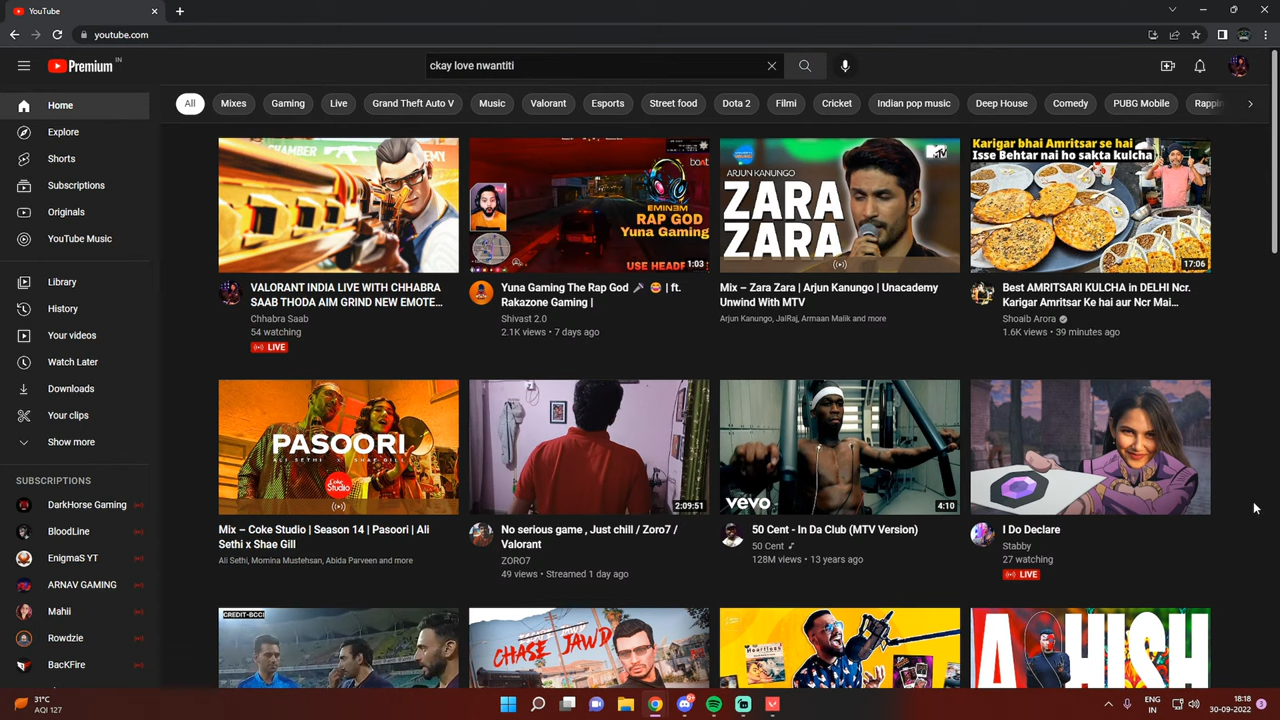 YouTube
youtube.com
Premium IN
ckay love nwantiti
Home
Explore
Shorts
Subscriptions
Originals
YouTube Music
Library
History
Your videos
Watch Later
Downloads
Your clips
Show more
SUBSCRIPTIONS
DarkHorse Gaming
BloodLine
EnigmaS YT
ARNAV GAMING
Mahii
Rowdzie
BacKFire
All Mixes Gaming Live Grand Theft Auto V Music Valorant Esports Street food Dota 2 Filmi Cricket Indian pop music Deep House Comedy PUBG Mobile
CHAMBER
VALORANT INDIA LIVE WITH CHHABRA
SAAB THODA AIM GRIND NEW EMOTE...
Chhabra Saab
54 watching
LIVE
boAt
EMINEM
RAP GOD
Yuna Gaming
1:03
Yuna Gaming The Rap God 🎤 😍 | ft.
Rakazone Gaming |
Shivast 2.0
2.1K views • 7 days ago
MTV
ARJUN KANUNGO
ZARA
ZARA
Mix – Zara Zara | Arjun Kanungo | Unacademy
Unwind With MTV
Arjun Kanungo, JalRaj, Armaan Malik and more
Karigar bhai Amritsar se hai
Isse Behtar nai ho sakta kulcha
17:06
Best AMRITSARI KULCHA in DELHI Ncr.
Karigar Amritsar Ke hai aur Ncr Mai...
Shoaib Arora
1.6K views • 39 minutes ago
PASOORI
ALI SETHI x SHAE GILL
Coke Studio
Mix – Coke Studio | Season 14 | Pasoori | Ali
Sethi x Shae Gill
Ali Sethi, Momina Mustehsan, Abida Parveen and more
2:09:51
No serious game , Just chill / Zoro7 /
Valorant
ZORO7
49 views • Streamed 1 day ago
vevo
4:10
50 Cent - In Da Club (MTV Version)
50 Cent ♪
128M views • 13 years ago
I Do Declare
Stabby
27 watching
LIVE
CREDIT-BCCI
CHASE JAWD
31°C
AQI 127
ENG
IN
18:18
30-09-2022
3